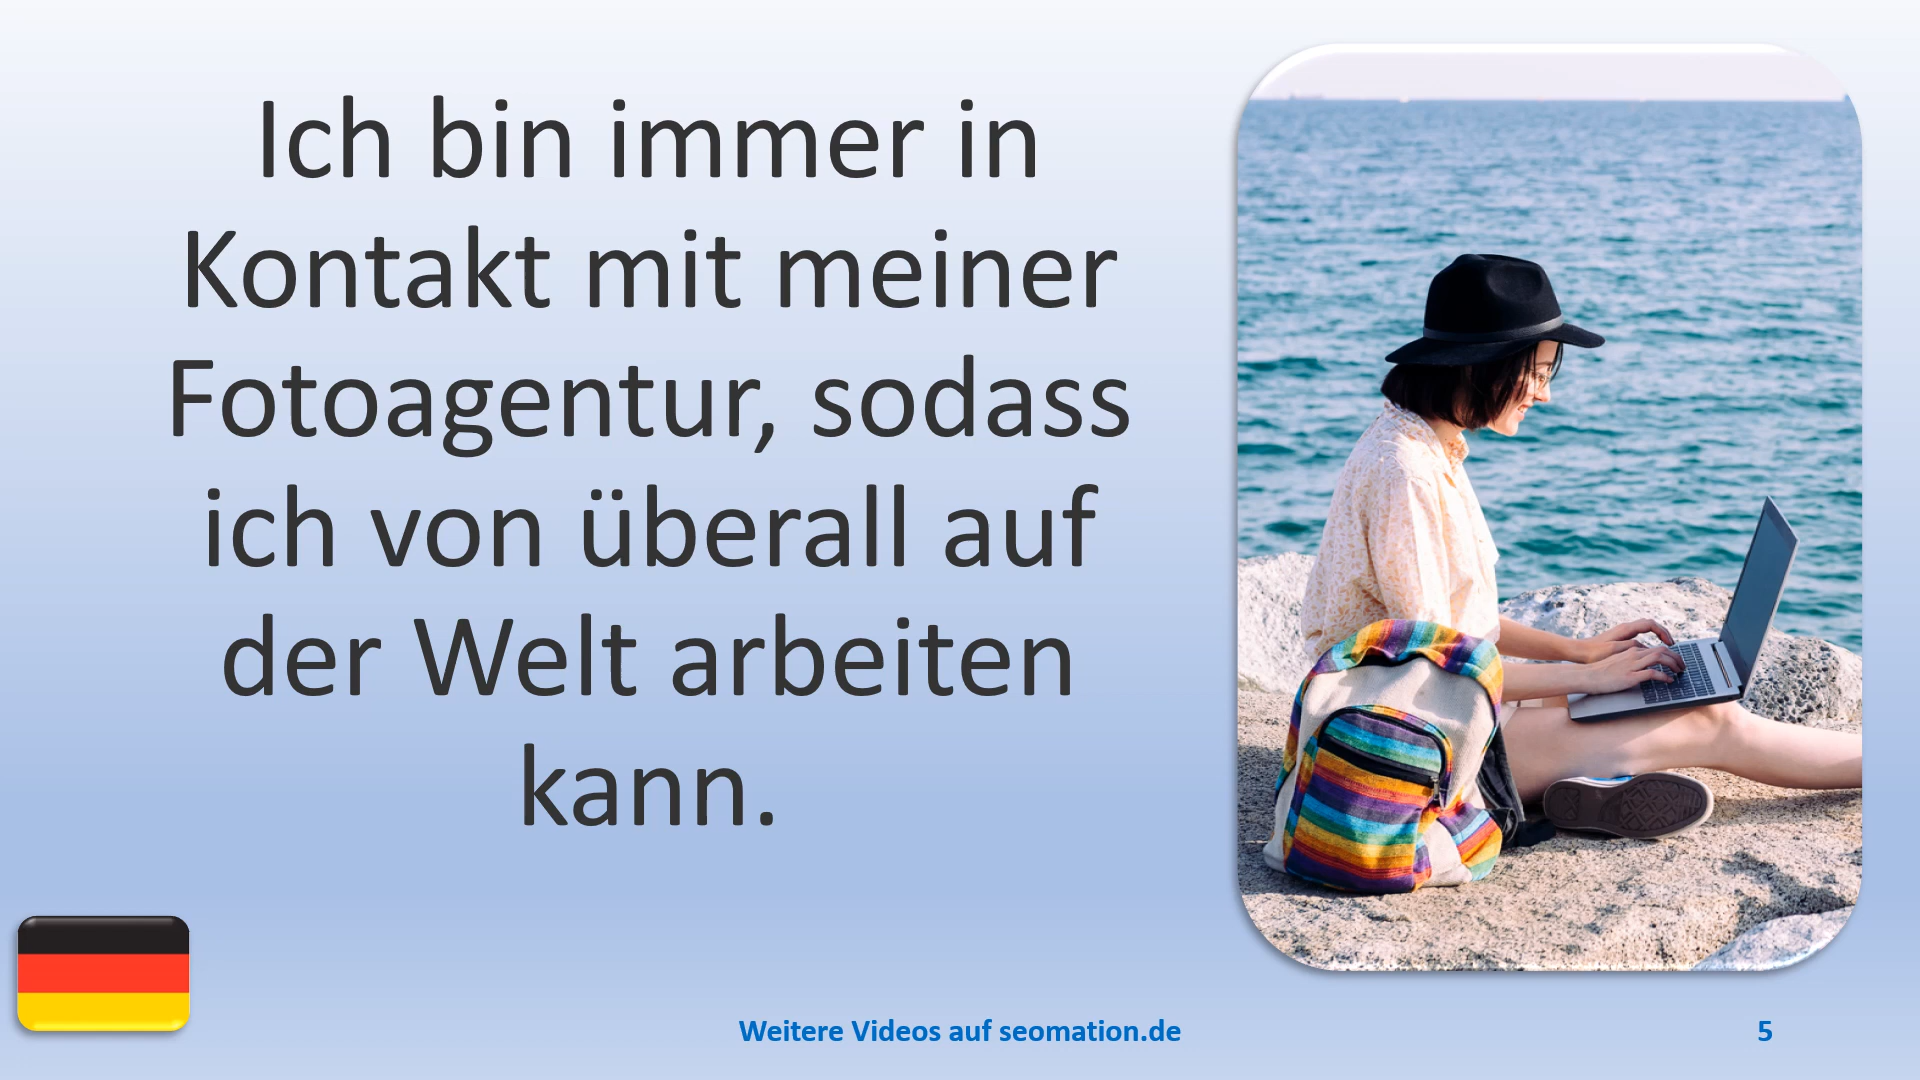 Ich bin immer in
Kontakt mit meiner
Fotoagentur, sodass
ich von überall auf
der Welt arbeiten
kann.
Weitere Videos auf seomation.de
5